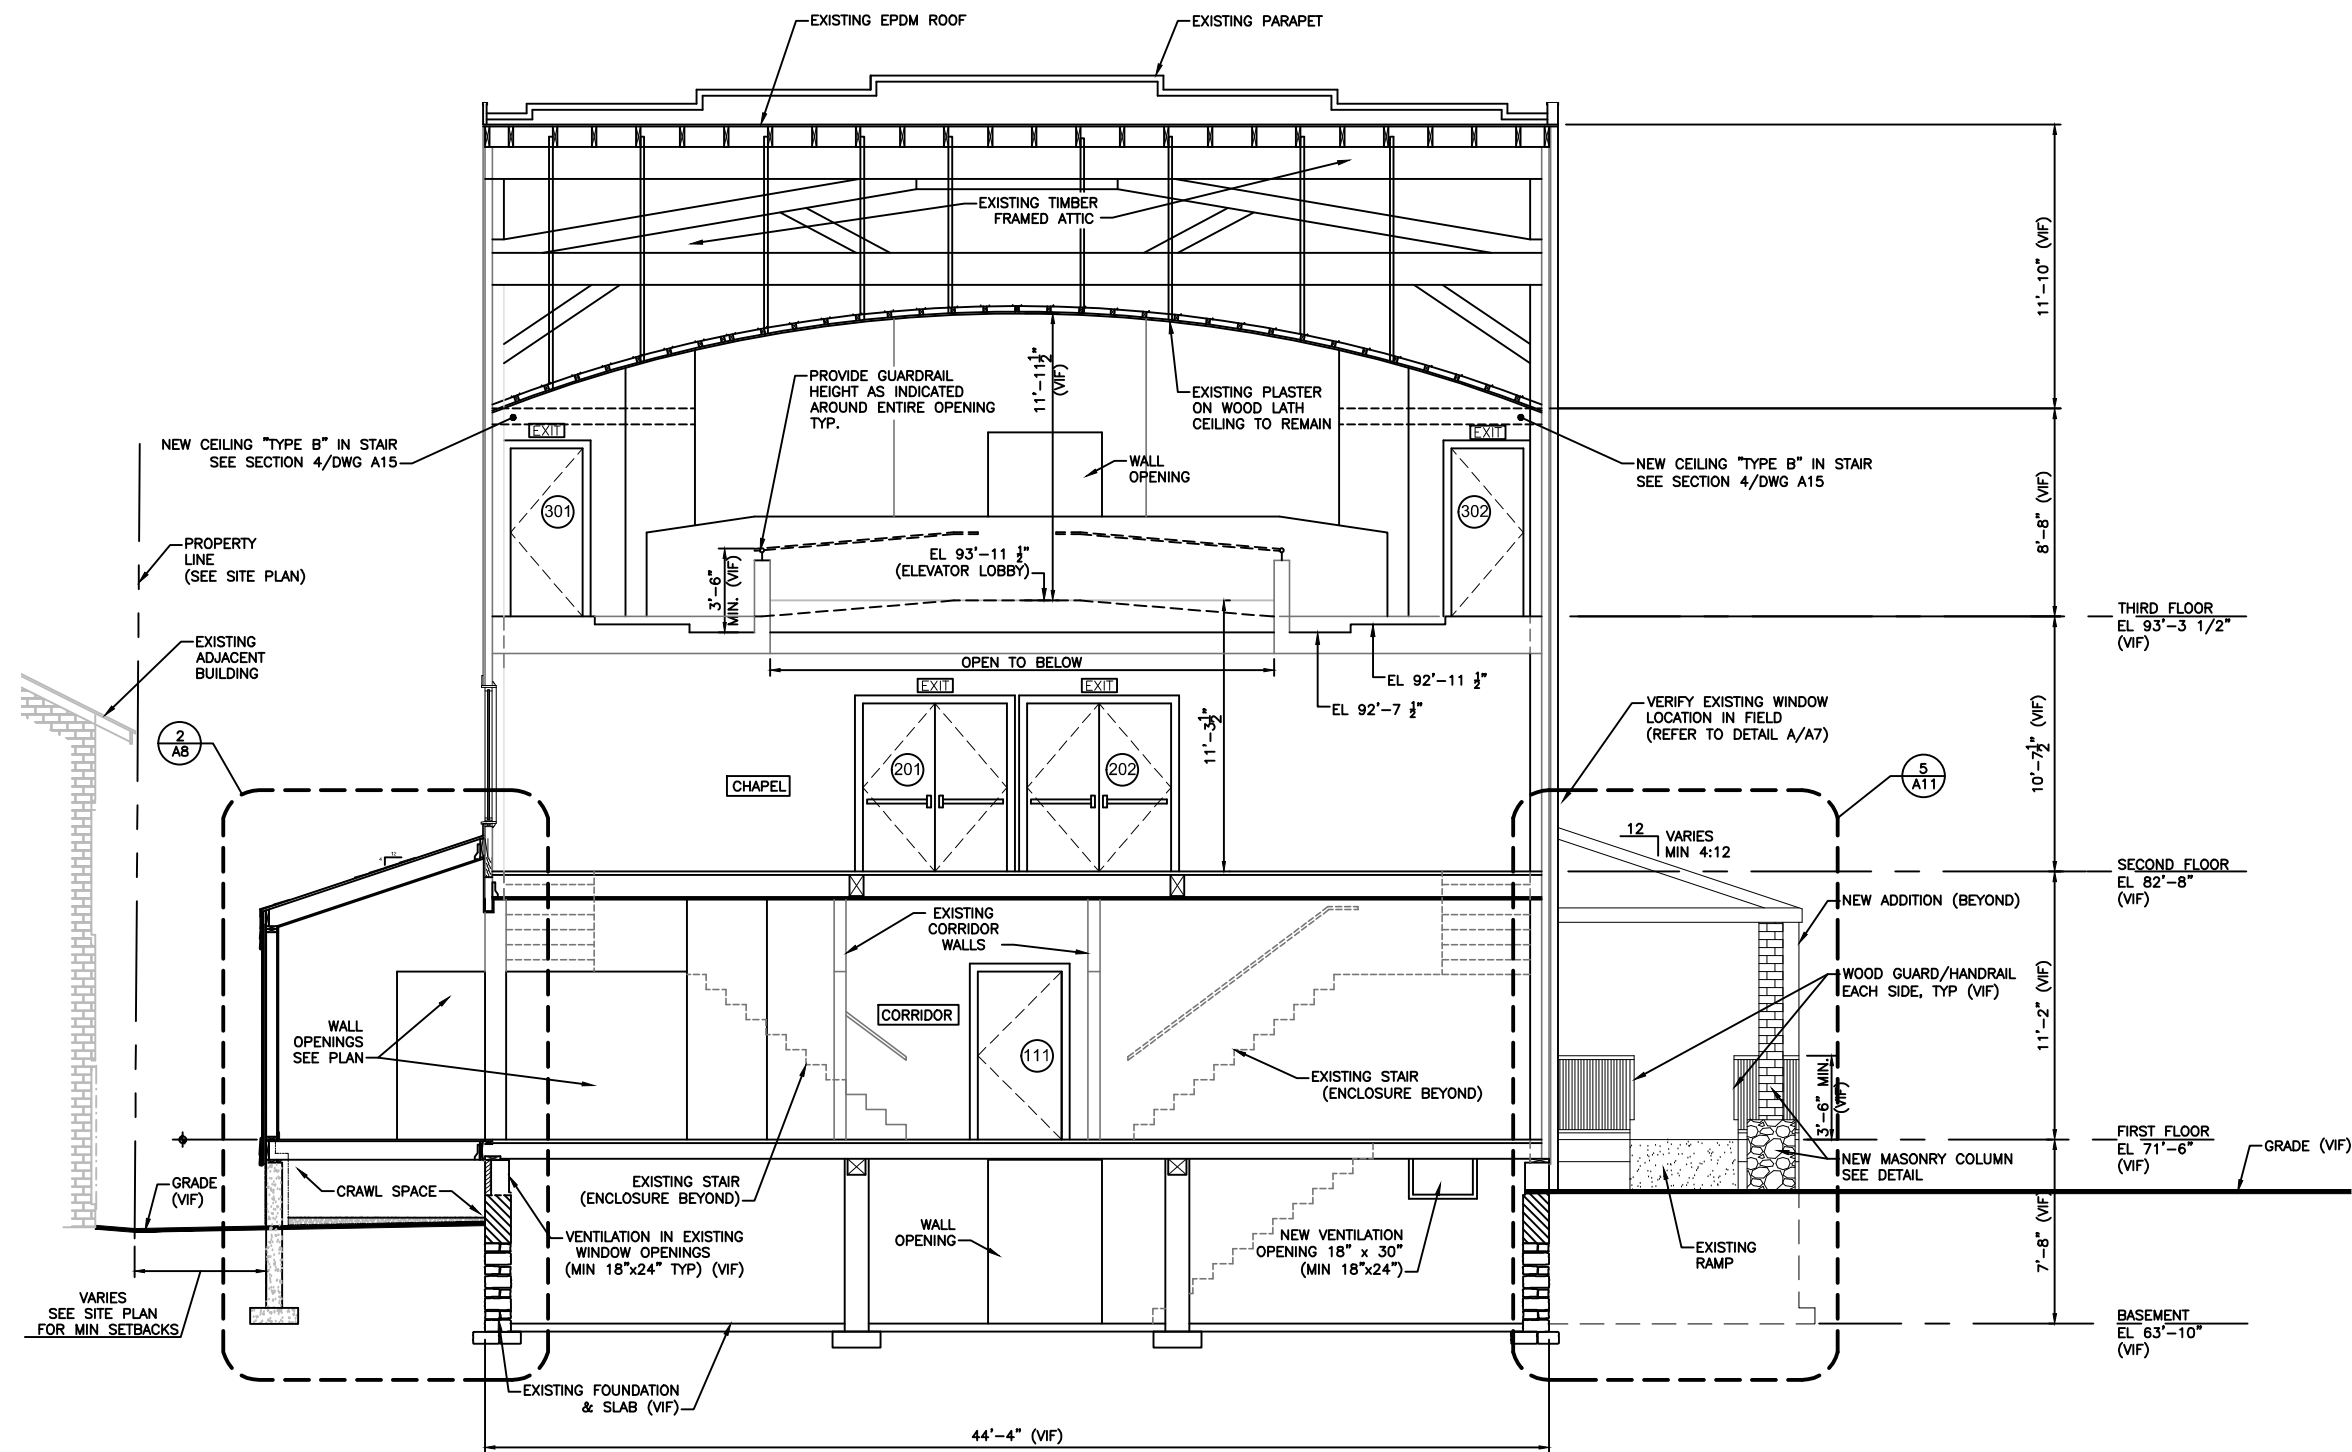 EXISTING EPDM ROOF
EXISTING PARAPET
EXISTING TIMBER
FRAMED ATTIC
11'-10" (VIF)
PROVIDE GUARDRAIL
HEIGHT AS INDICATED
AROUND ENTIRE OPENING
TYP.
11'-11 1/2"
(VIF)
EXISTING PLASTER
ON WOOD LATH
CEILING TO REMAIN
NEW CEILING "TYPE B" IN STAIR
SEE SECTION 4/DWG A15
EXIT
EXIT
WALL
OPENING
NEW CEILING "TYPE B" IN STAIR
SEE SECTION 4/DWG A15
301
302
8'-8" (VIF)
PROPERTY
LINE
(SEE SITE PLAN)
EL 93'-11 1/2"
(ELEVATOR LOBBY)
3'-6"
MIN. (VIF)
THIRD FLOOR
EL 93'-3 1/2"
(VIF)
EXISTING
ADJACENT
BUILDING
OPEN TO BELOW
EXIT
EXIT
EL 92'-11 1/2"
EL 92'-7 1/2"
11'-3 1/2"
VERIFY EXISTING WINDOW
LOCATION IN FIELD
(REFER TO DETAIL A/A7)
10'-7 1/2" (VIF)
2
A8
201
202
5
A11
CHAPEL
12
VARIES
MIN 4:12
12
4
SECOND FLOOR
EL 82'-8"
(VIF)
NEW ADDITION (BEYOND)
EXISTING
CORRIDOR
WALLS
WOOD GUARD/HANDRAIL
EACH SIDE, TYP (VIF)
11'-2" (VIF)
CORRIDOR
WALL
OPENINGS
SEE PLAN
111
EXISTING STAIR
(ENCLOSURE BEYOND)
3'-6" MIN.
(VIF)
FIRST FLOOR
EL 71'-6"
(VIF)
GRADE (VIF)
NEW MASONRY COLUMN
SEE DETAIL
GRADE
(VIF)
CRAWL SPACE
EXISTING STAIR
(ENCLOSURE BEYOND)
VENTILATION IN EXISTING
WINDOW OPENINGS
(MIN 18"x24" TYP) (VIF)
WALL
OPENING
NEW VENTILATION
OPENING 18" x 30"
(MIN 18"x24")
EXISTING
RAMP
7'-8" (VIF)
VARIES
SEE SITE PLAN
FOR MIN SETBACKS
BASEMENT
EL 63'-10"
(VIF)
EXISTING FOUNDATION
& SLAB (VIF)
44'-4" (VIF)